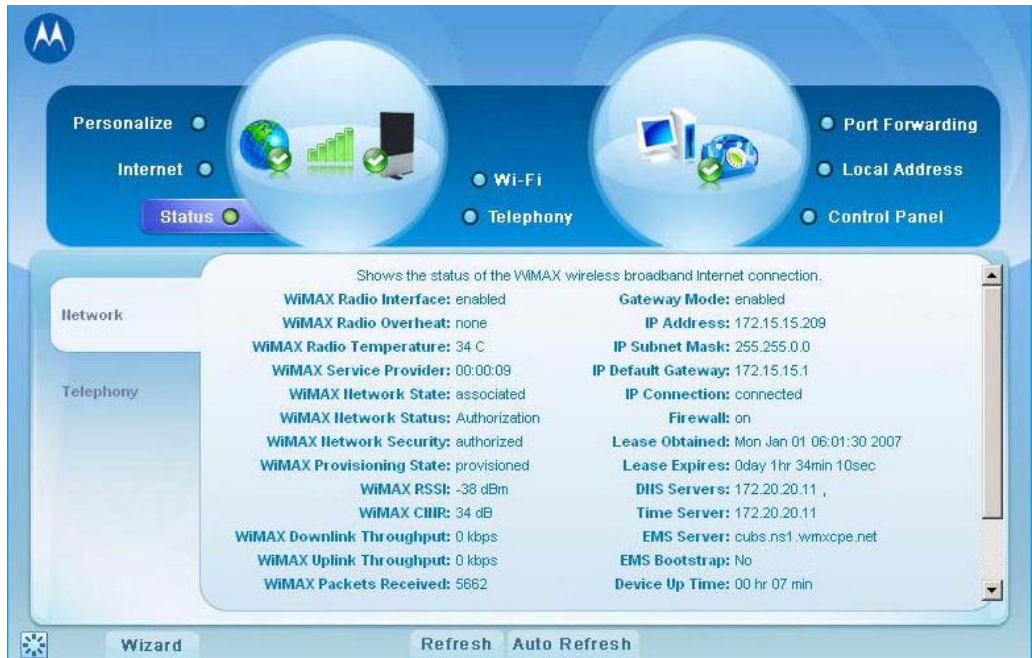 Personalize
Internet
Status
Wi-Fi
Telephony
Port Forwarding
Local Address
Control Panel
Network
Telephony
Shows the status of the WiMAX wireless broadband Internet connection.
WiMAX Radio Interface: enabled
WiMAX Radio Overheat: none
WiMAX Radio Temperature: 34 C
WiMAX Service Provider: 00:00:09
WiMAX Network State: associated
WiMAX Network Status: Authorization
WiMAX Network Security: authorized
WiMAX Provisioning State: provisioned
WiMAX RSSI: -38 dBm
WiMAX CINR: 34 dB
WiMAX Downlink Throughput: 0 kbps
WiMAX Uplink Throughput: 0 kbps
WiMAX Packets Received: 5662
Gateway Mode: enabled
IP Address: 172.15.15.209
IP Subnet Mask: 255.255.0.0
IP Default Gateway: 172.15.15.1
IP Connection: connected
Firewall: on
Lease Obtained: Mon Jan 01 06:01:30 2007
Lease Expires: 0day 1hr 34min 10sec
DNS Servers: 172.20.20.11 ,
Time Server: 172.20.20.11
EMS Server: cubs.ns1.wmxcpe.net
EMS Bootstrap: No
Device Up Time: 00 hr 07 min
Wizard
Refresh
Auto Refresh